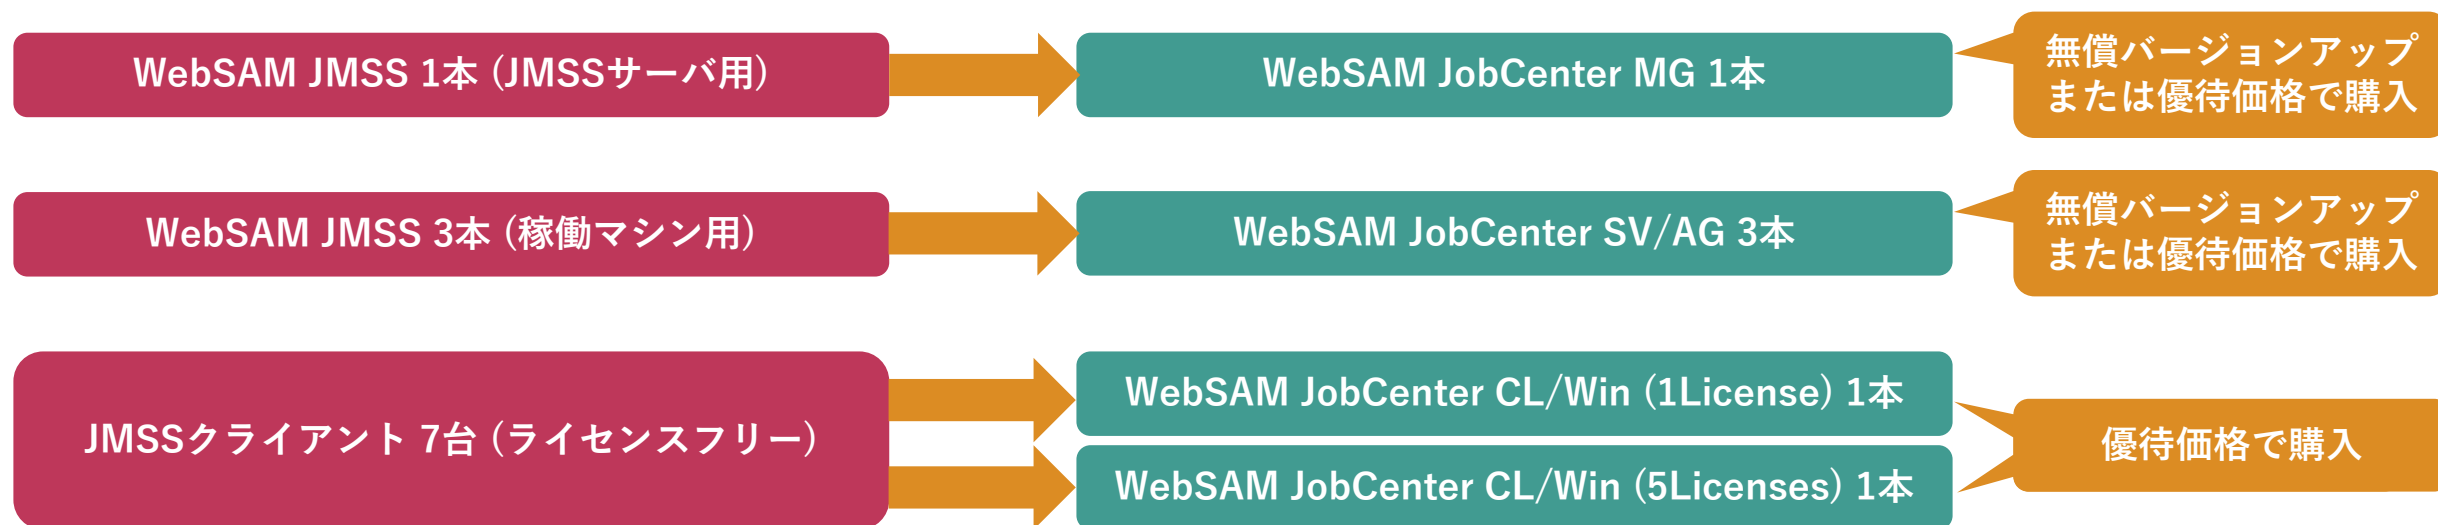 WebSAM JMSS 1本 (JMSSサーバ用)
WebSAM JobCenter MG 1本
無償バージョンアップ
または優待価格で購入
WebSAM JMSS 3本 (稼働マシン用)
WebSAM JobCenter SV/AG 3本
無償バージョンアップ
または優待価格で購入
JMSSクライアント 7台 (ライセンスフリー)
WebSAM JobCenter CL/Win (1License) 1本
WebSAM JobCenter CL/Win (5Licenses) 1本
優待価格で購入